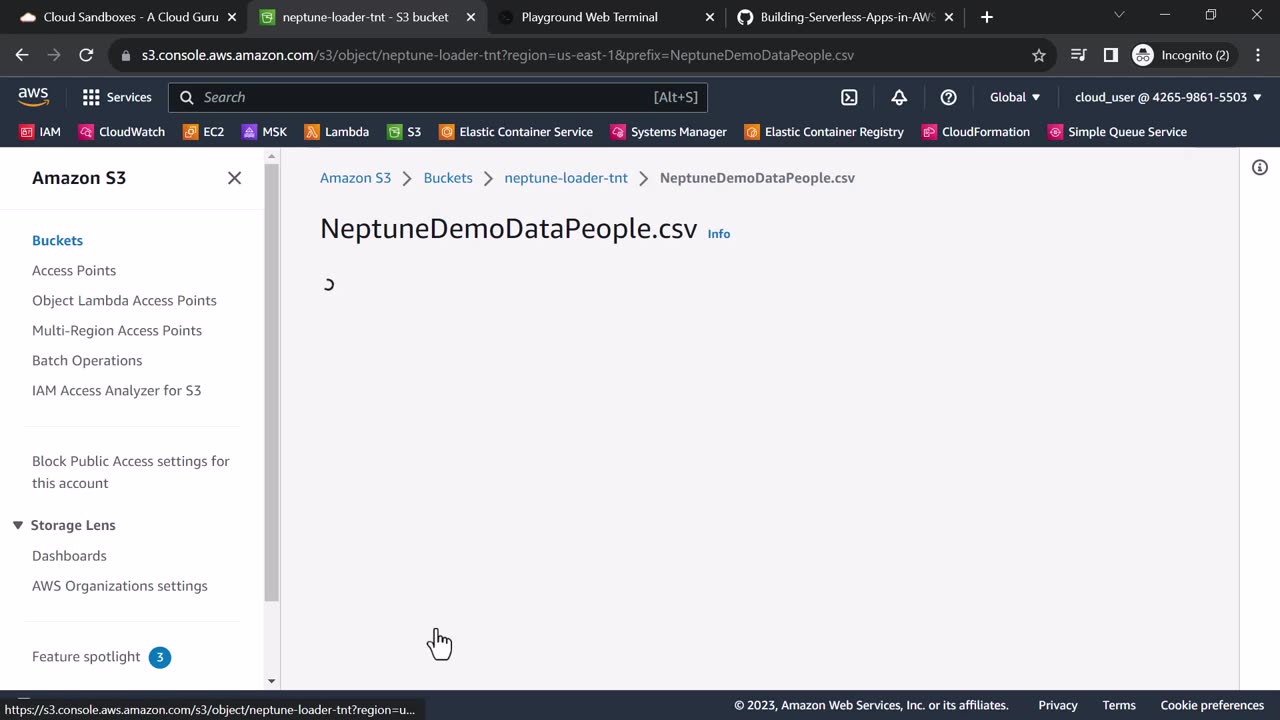 Cloud Sandboxes - A Cloud Guru
neptune-loader-tnt - S3 bucket
Playground Web Terminal
Building-Serverless-Apps-in-AWS
s3.console.aws.amazon.com/s3/object/neptune-loader-tnt?region=us-east-1&prefix=NeptuneDemoDataPeople.csv
Incognito (2)
aws
Services
Search
[Alt+S]
Global
cloud_user @ 4265-9861-5503
IAM
CloudWatch
EC2
MSK
Lambda
S3
Elastic Container Service
Systems Manager
Elastic Container Registry
CloudFormation
Simple Queue Service
Amazon S3
Buckets
Access Points
Object Lambda Access Points
Multi-Region Access Points
Batch Operations
IAM Access Analyzer for S3
Block Public Access settings for
this account
Storage Lens
Dashboards
AWS Organizations settings
Feature spotlight 3
Amazon S3 > Buckets > neptune-loader-tnt > NeptuneDemoDataPeople.csv
NeptuneDemoDataPeople.csv Info
https://s3.console.aws.amazon.com/s3/object/neptune-loader-tnt?region=u...
© 2023, Amazon Web Services, Inc. or its affiliates.
Privacy
Terms
Cookie preferences